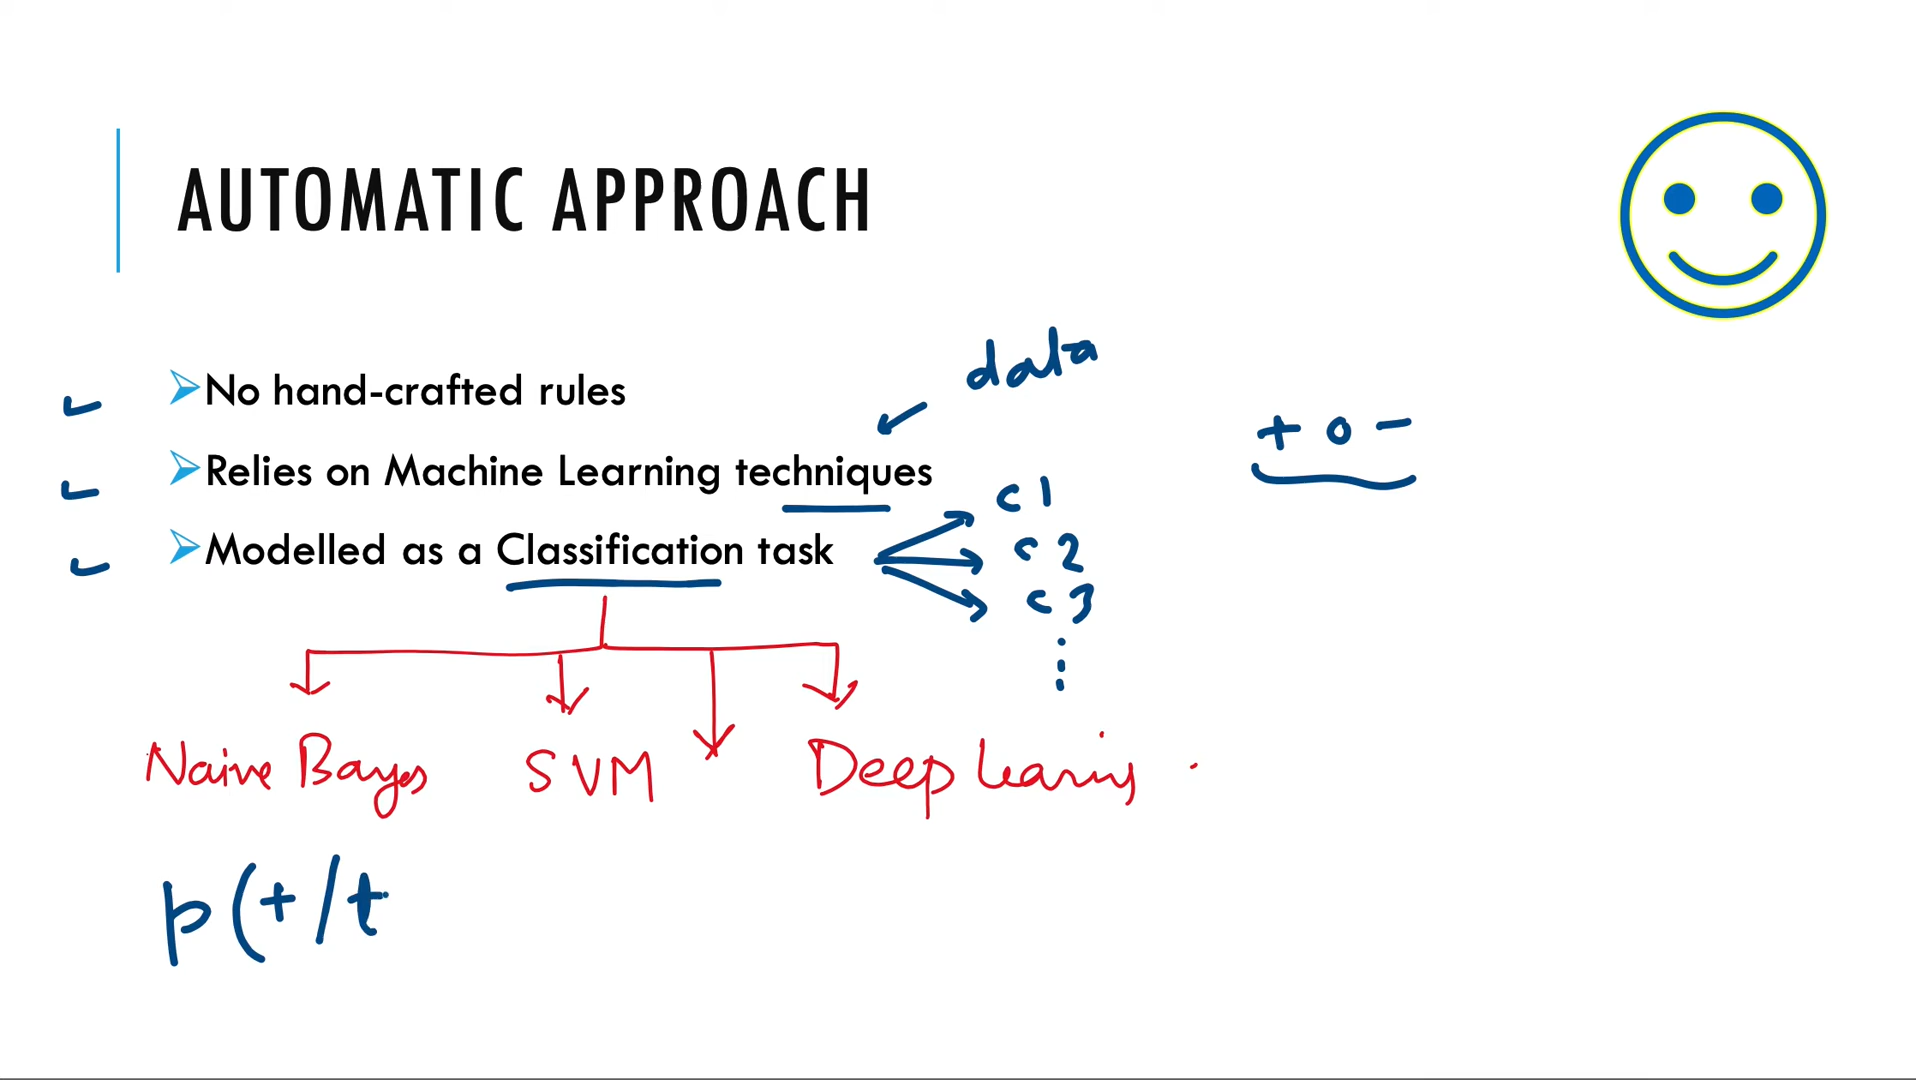 AUTOMATIC APPROACH
data
No hand-crafted rules
+ 0 -
Relies on Machine Learning techniques
c1
Modelled as a Classification task
c2
c3
Naive Bayes SVM Deep Learning
p(+/t